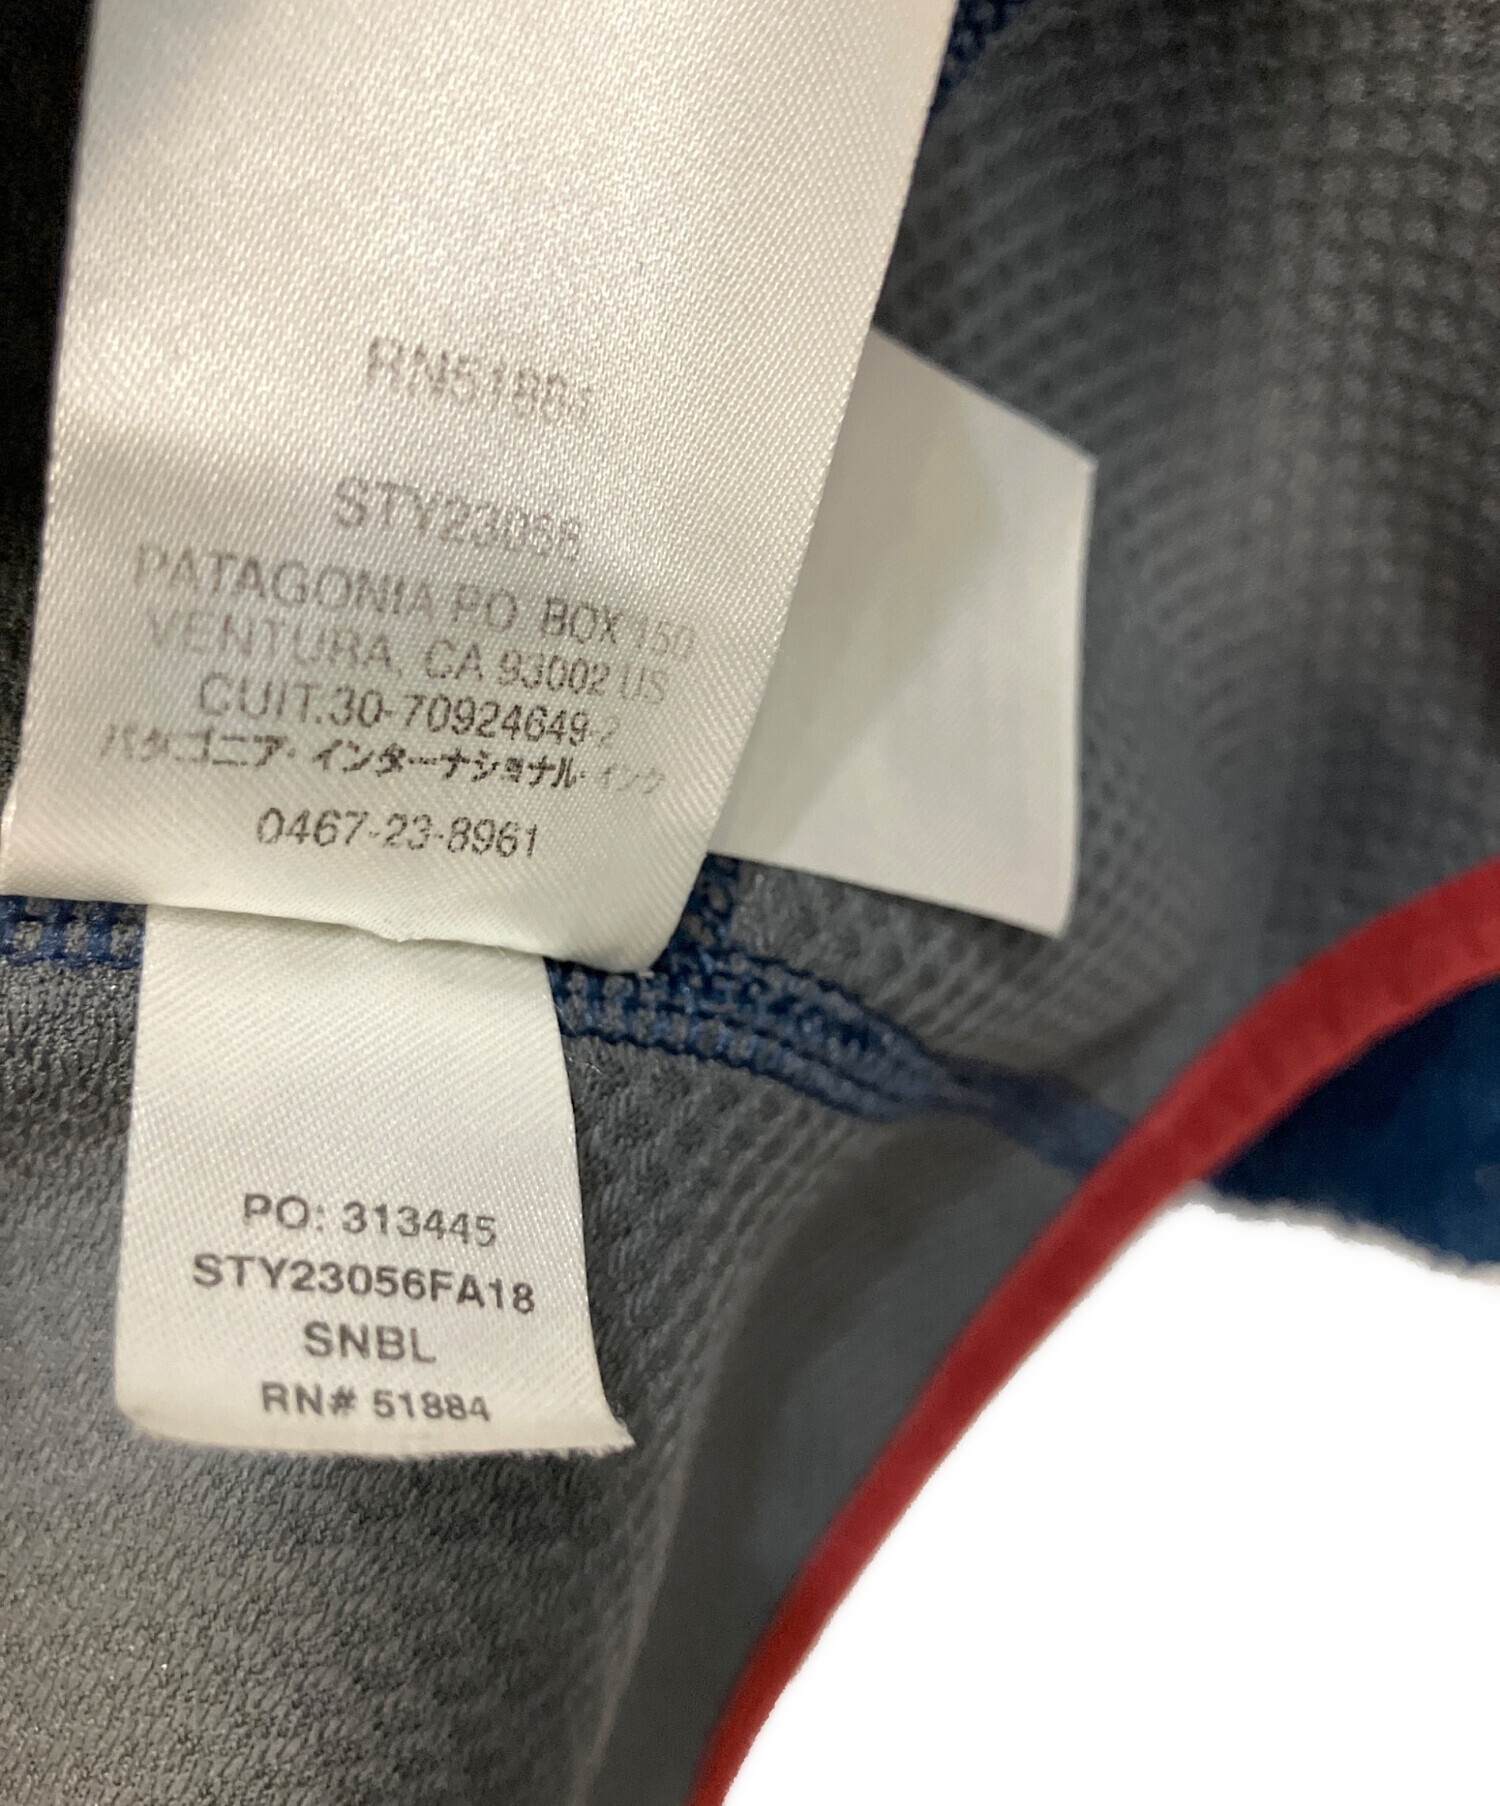 RN51884
STY23056
PATAGONIA PO BOX 150
VENTURA, CA 93002 US
CUIT.30-70924649-2
パタゴニア・インターナショナル・インク
0467-23-8961
PO: 313445
STY23056FA18
SNBL
RN# 51884